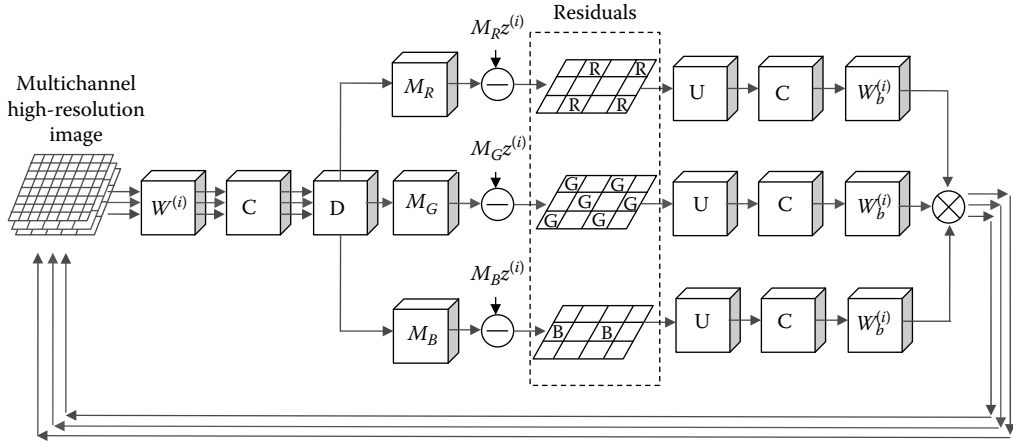 Residuals
Multichannel
high-resolution
image
M_R z^(i)
M_R
R R
R R
U
C
W_b^(i)
W^(i)
C
D
M_G z^(i)
M_G
G G
G G
G G
U
C
W_b^(i)
M_B z^(i)
M_B
B B
U
C
W_b^(i)